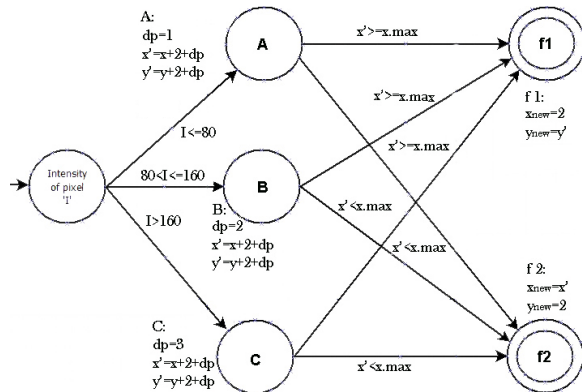 A:
dp=1
x'=x+2+dp
y'=y+2+dp
A
x'>=x.max
f1
f 1:
xnew=2
ynew=y'
x'>=x.max
x'>=x.max
I<=80
Intensity
of pixel
'I'
80<I<=160
B
B:
dp=2
x'=x+2+dp
y'=y+2+dp
I>160
x'<x.max
x'<x.max
f 2:
xnew=x'
ynew=2
C:
dp=3
x'=x+2+dp
y'=y+2+dp
C
x'<x.max
f2